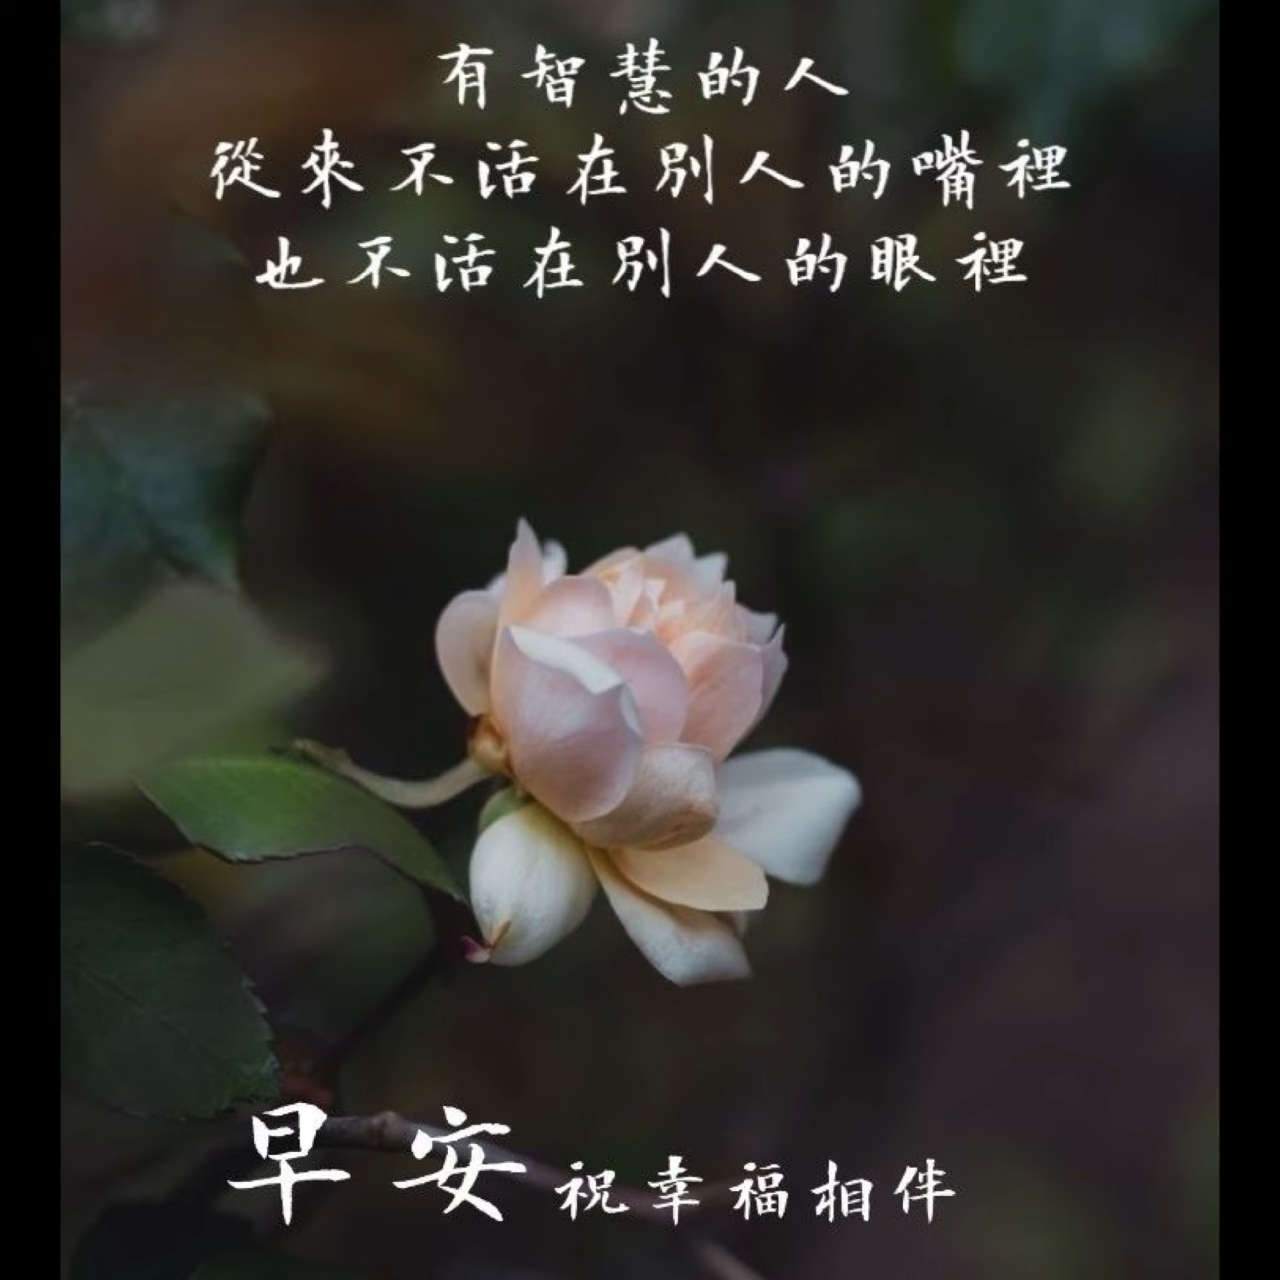 有智慧的人
從來不活在別人的嘴裡
也不活在別人的眼裡
早安 祝幸福相伴